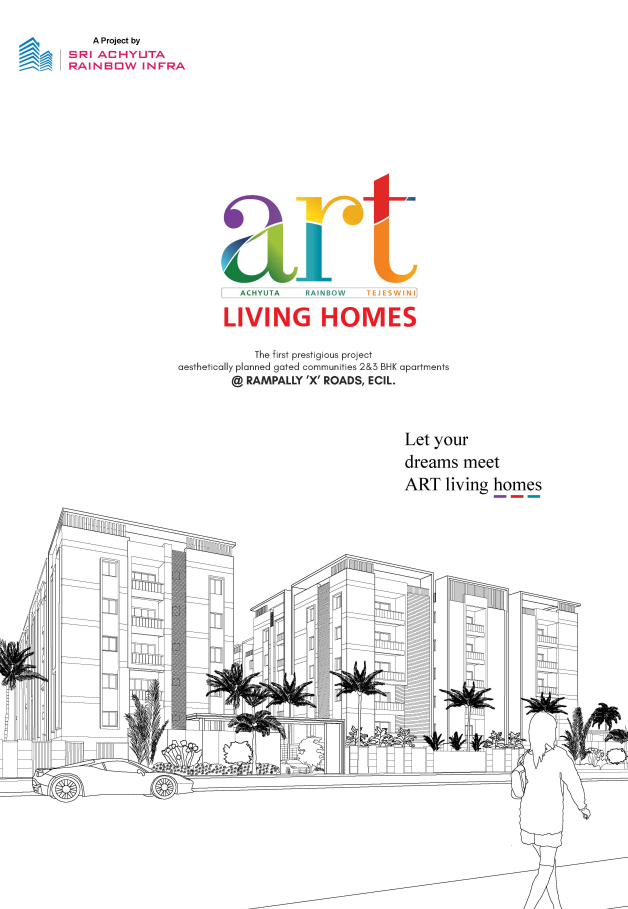 A Project by
SRI ACHYUTA
RAINBOW INFRA
art
ACHYUTA RAINBOW TEJESWINI
LIVING HOMES
The first prestigious project
aesthetically planned gated communities 2&3 BHK apartments
@ RAMPALLY ‘X’ ROADS, ECIL.
Let your
dreams meet
ART living homes